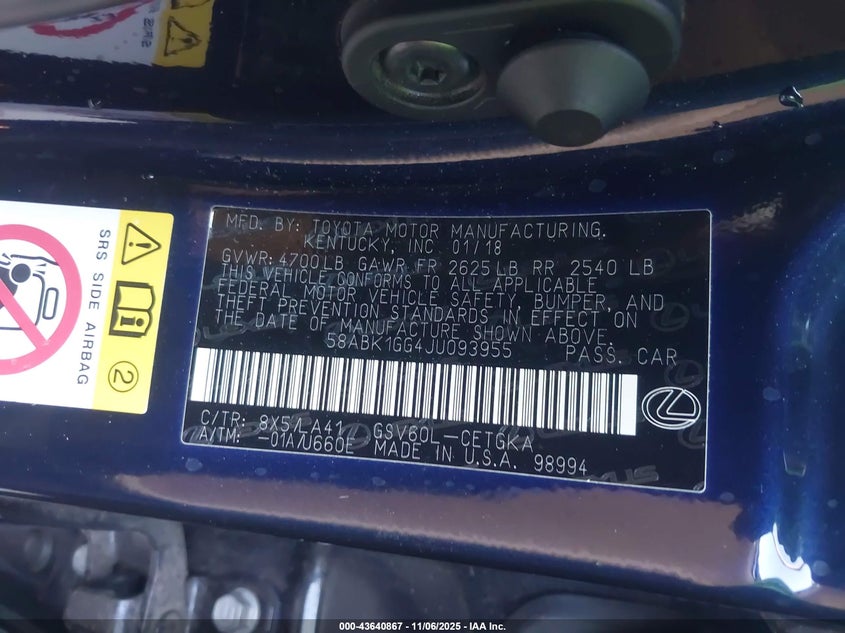 MFD. BY: TOYOTA MOTOR MANUFACTURING.
KENTUCKY, INC. 01/18
GVWR: 4700LB GAWR FR 2625 LB RR 2540 LB
THIS VEHICLE CONFORMS TO ALL APPLICABLE
FEDERAL MOTOR VEHICLE SAFETY, BUMPER, AND
THEFT PREVENTION STANDARDS IN EFFECT ON
THE DATE OF MANUFACTURE SHOWN ABOVE.
58ABK1GG4JU093955 PASS. CAR
C/TR: 8X5/LA41 GSV60L-CETGKA
A/TM: -01A/U660E MADE IN U.S.A. 98994
SRS SIDE AIRBAG
2
000-43640867 - 11/06/2025 - IAA Inc.